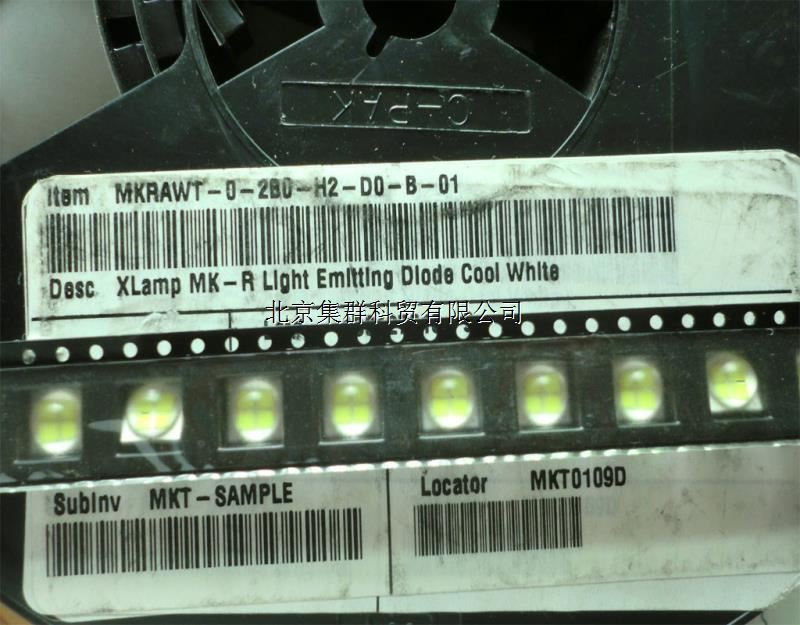 C-PAK
Item MKRAWT-0-2B0-H2-D0-B-01
Desc XLamp MK-R Light Emitting Diode Cool White
北京集群科贸有限公司
SubInv MKT-SAMPLE
Locator MKT0109D